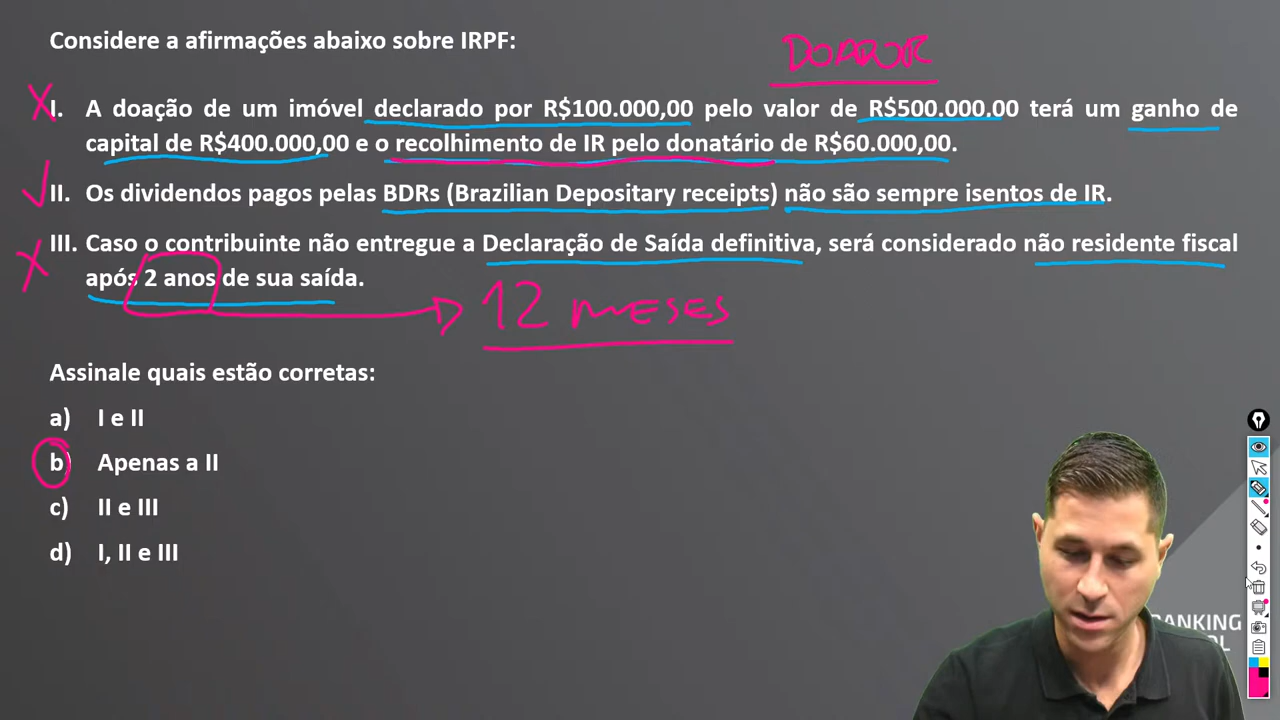 Considere a afirmações abaixo sobre IRPF:
DOADOR
X I. A doação de um imóvel declarado por R$100.000,00 pelo valor de R$500.000,00 terá um ganho de
capital de R$400.000,00 e o recolhimento de IR pelo donatário de R$60.000,00.
II. Os dividendos pagos pelas BDRs (Brazilian Depositary receipts) não são sempre isentos de IR.
X III. Caso o contribuinte não entregue a Declaração de Saída definitiva, será considerado não residente fiscal
após 2 anos de sua saída.
12 MESES
Assinale quais estão corretas:
a) I e II
b) Apenas a II
c) II e III
d) I, II e III